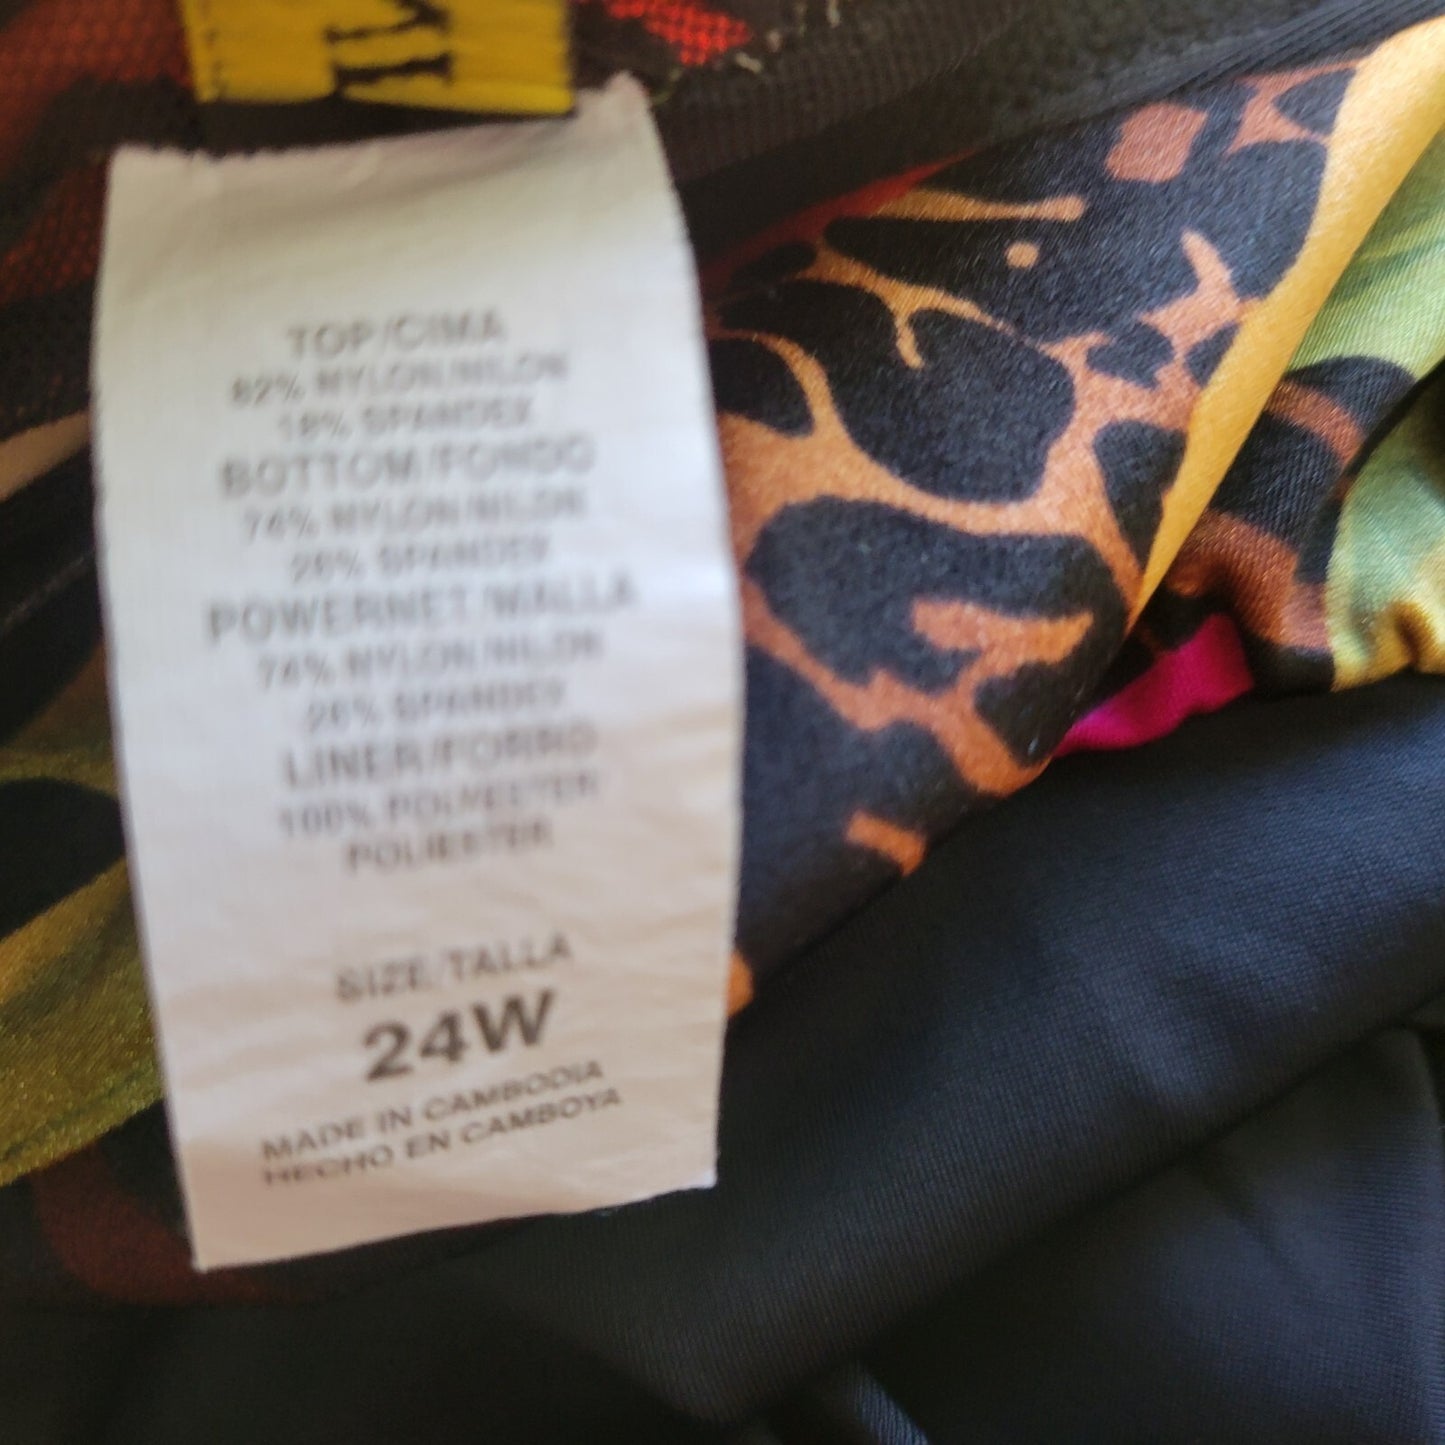 TOP/CIMA
82% NYLON/NILON
18% SPANDEX
BOTTOM/FONDO
74% NYLON/NILON
26% SPANDEX
POWERNET/MALLA
74% NYLON/NILON
26% SPANDEX
LINER/FORRO
100% POLYESTER
POLIESTER
SIZE/TALLA
24W
MADE IN CAMBODIA
HECHO EN CAMBOYA